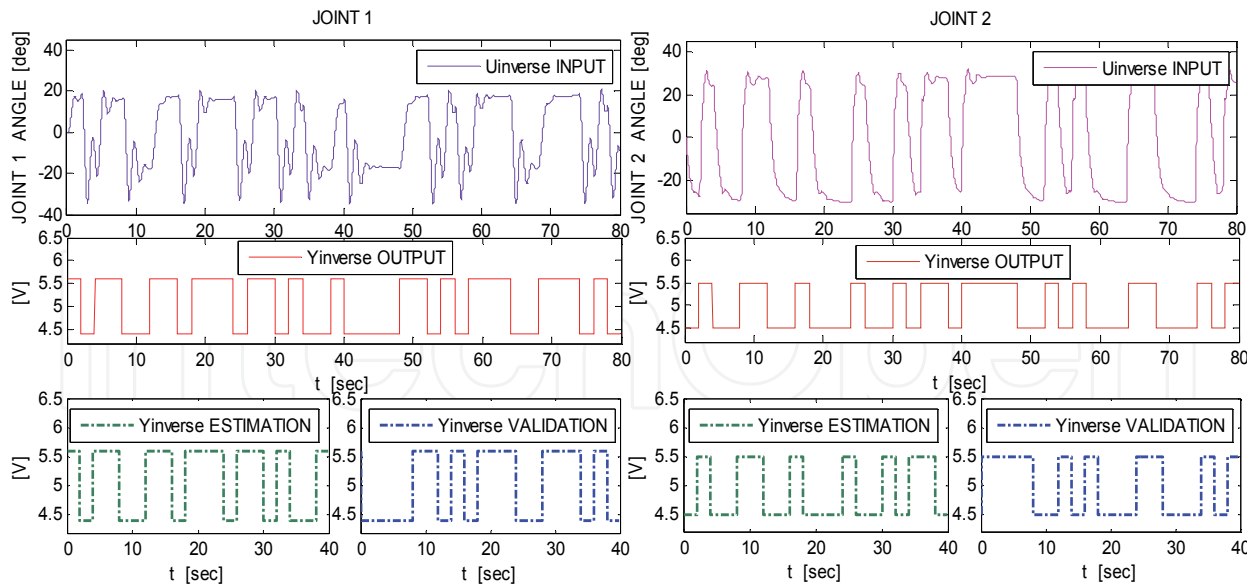 JOINT 1
JOINT 1 ANGLE [deg]
40
20
0
-20
-40
Uinverse INPUT
0 10 20 30 40 50 60 70 80
6.5
6
5.5
5
4.5
[V]
Yinverse OUTPUT
0 10 20 30 40 50 60 70 80
t [sec]
6.5
6
5.5
5
4.5
[V]
Yinverse ESTIMATION
0 10 20 30 40
t [sec]
6.5
6
5.5
5
4.5
Yinverse VALIDATION
0 10 20 30 40
t [sec]
JOINT 2
JOINT 2 ANGLE [deg]
40
20
0
-20
Uinverse INPUT
0 10 20 30 40 50 60 70 80
6.5
6
5.5
5
4.5
[V]
Yinverse OUTPUT
0 10 20 30 40 50 60 70 80
t [sec]
6.5
6
5.5
5
4.5
[V]
Yinverse ESTIMATION
0 10 20 30 40
t [sec]
6.5
6
5.5
5
4.5
Yinverse VALIDATION
0 10 20 30 40
t [sec]
intechopen